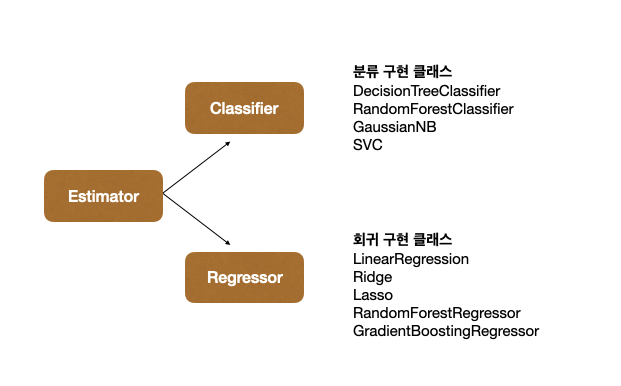 Estimator
Classifier
분류 구현 클래스
DecisionTreeClassifier
RandomForestClassifier
GaussianNB
SVC
Regressor
회귀 구현 클래스
LinearRegression
Ridge
Lasso
RandomForestRegressor
GradientBoostingRegressor